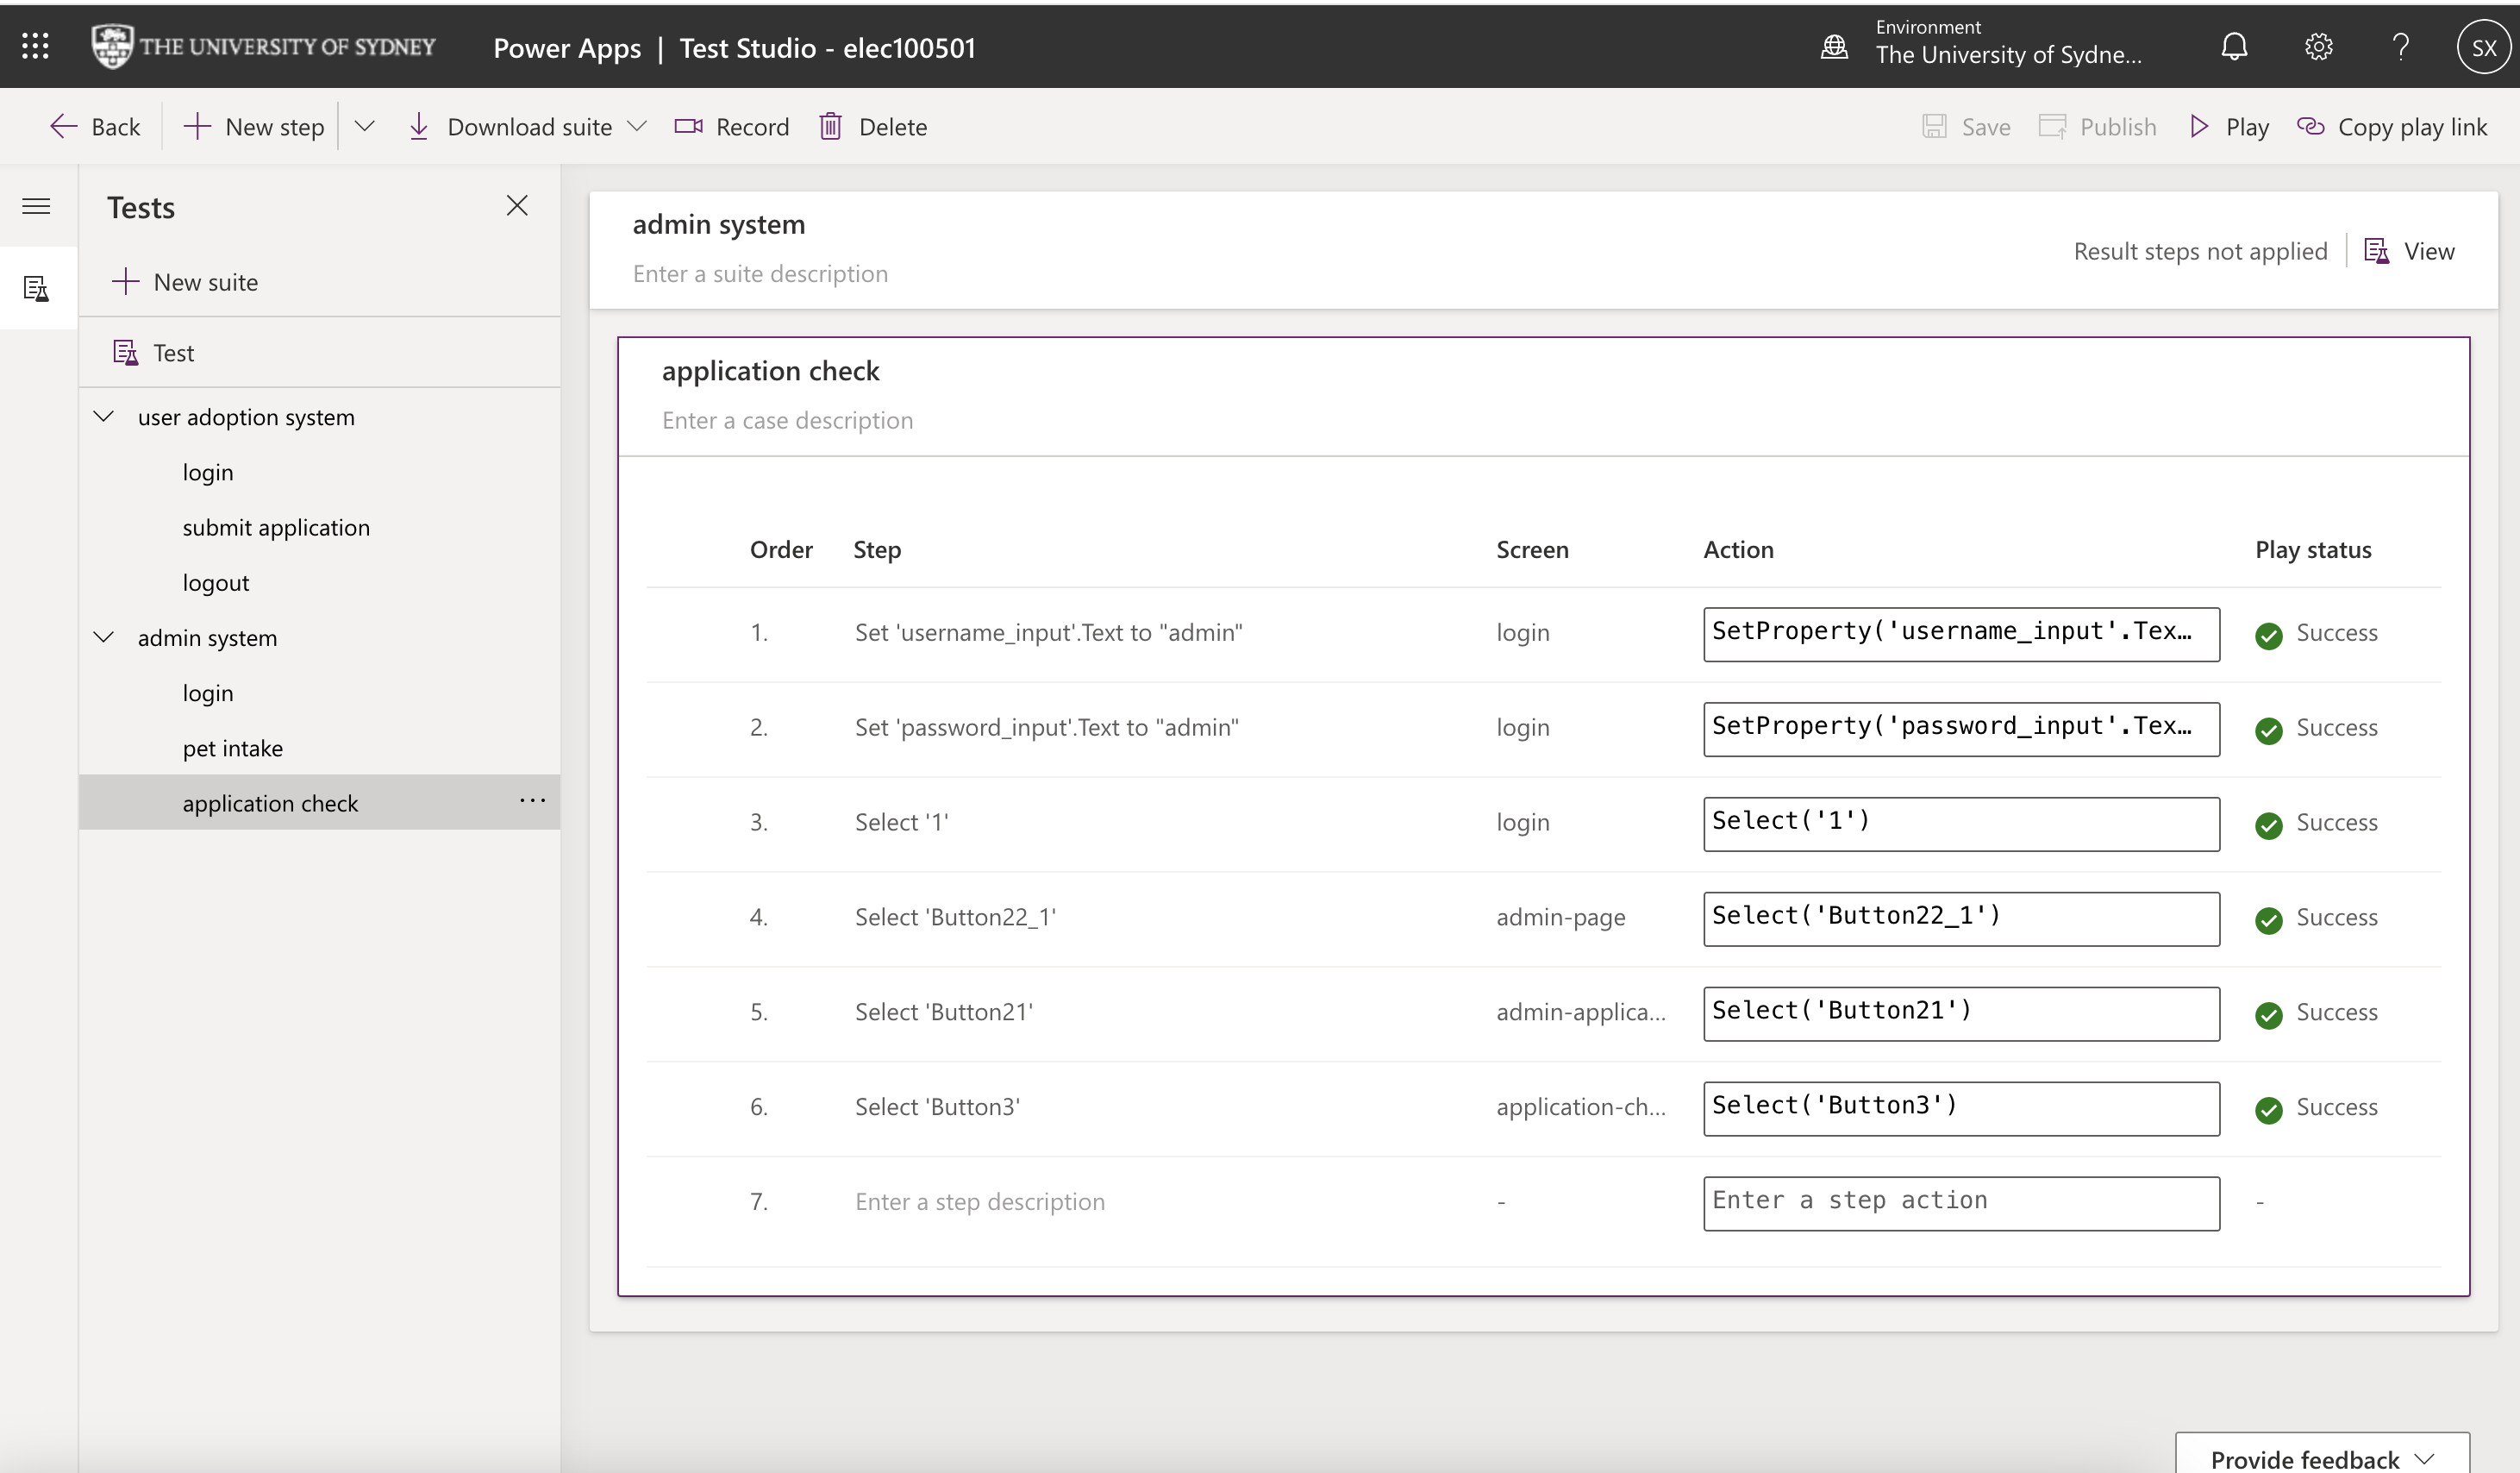 THE UNIVERSITY OF SYDNEY
Power Apps | Test Studio - elec100501
Environment
The University of Sydne...
SX
Back
New step
Download suite
Record
Delete
Save
Publish
Play
Copy play link
Tests
New suite
Test
user adoption system
login
submit application
logout
admin system
login
pet intake
application check
admin system
Enter a suite description
Result steps not applied
View
application check
Enter a case description
Order Step Screen Action Play status
1. Set 'username_input'.Text to "admin" login SetProperty('username_input'.Tex... Success
2. Set 'password_input'.Text to "admin" login SetProperty('password_input'.Tex... Success
3. Select '1' login Select('1') Success
4. Select 'Button22_1' admin-page Select('Button22_1') Success
5. Select 'Button21' admin-applica... Select('Button21') Success
6. Select 'Button3' application-ch... Select('Button3') Success
7. Enter a step description - Enter a step action -
Provide feedback